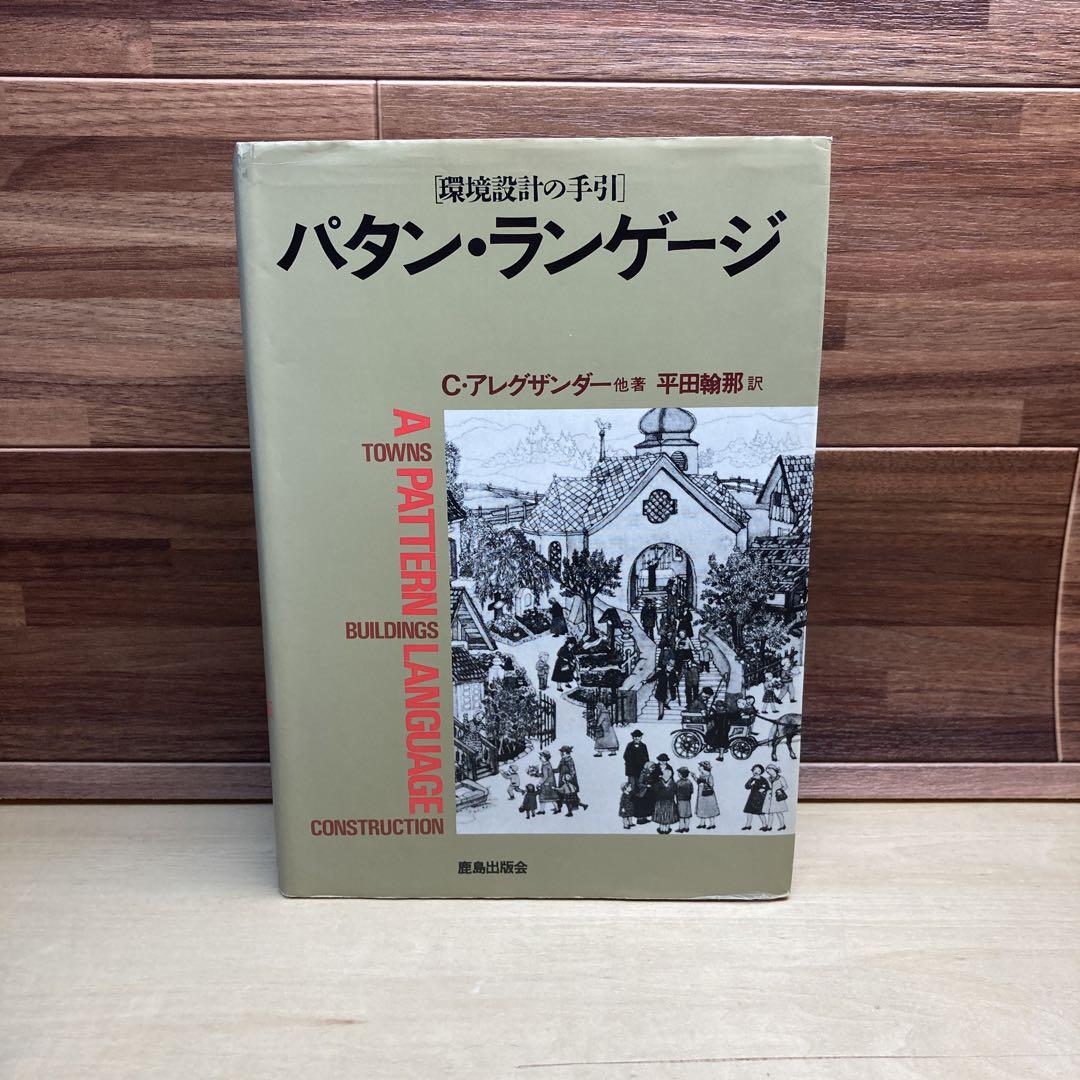 [環境設計の手引]
パタン・ランゲージ
C・アレグザンダー他著 平田翰那訳
A PATTERN LANGUAGE
TOWNS
BUILDINGS
CONSTRUCTION
鹿島出版会